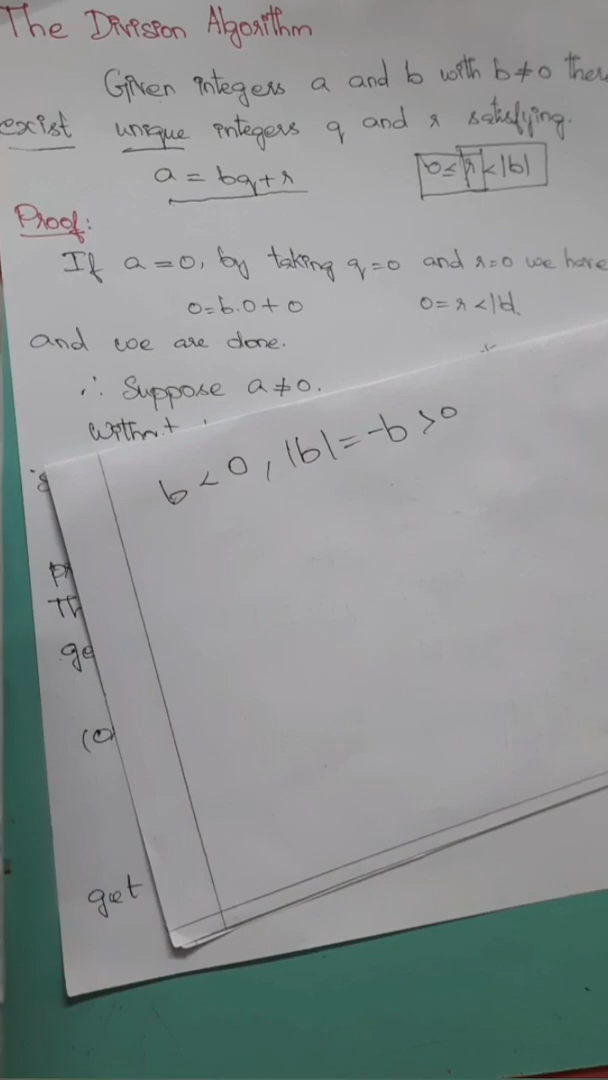 The Division Algorithm
Given integers a and b with b≠0 then
exist unique integers q and r satisfying.
a = bq+r 0≤r<|b|
Proof:
If a=0, by taking q=0 and r=0 we have
0=b.0+0 0=r<|b|.
and we are done.
∴ Suppose a≠0.
b<0, |b|=-b>0
get